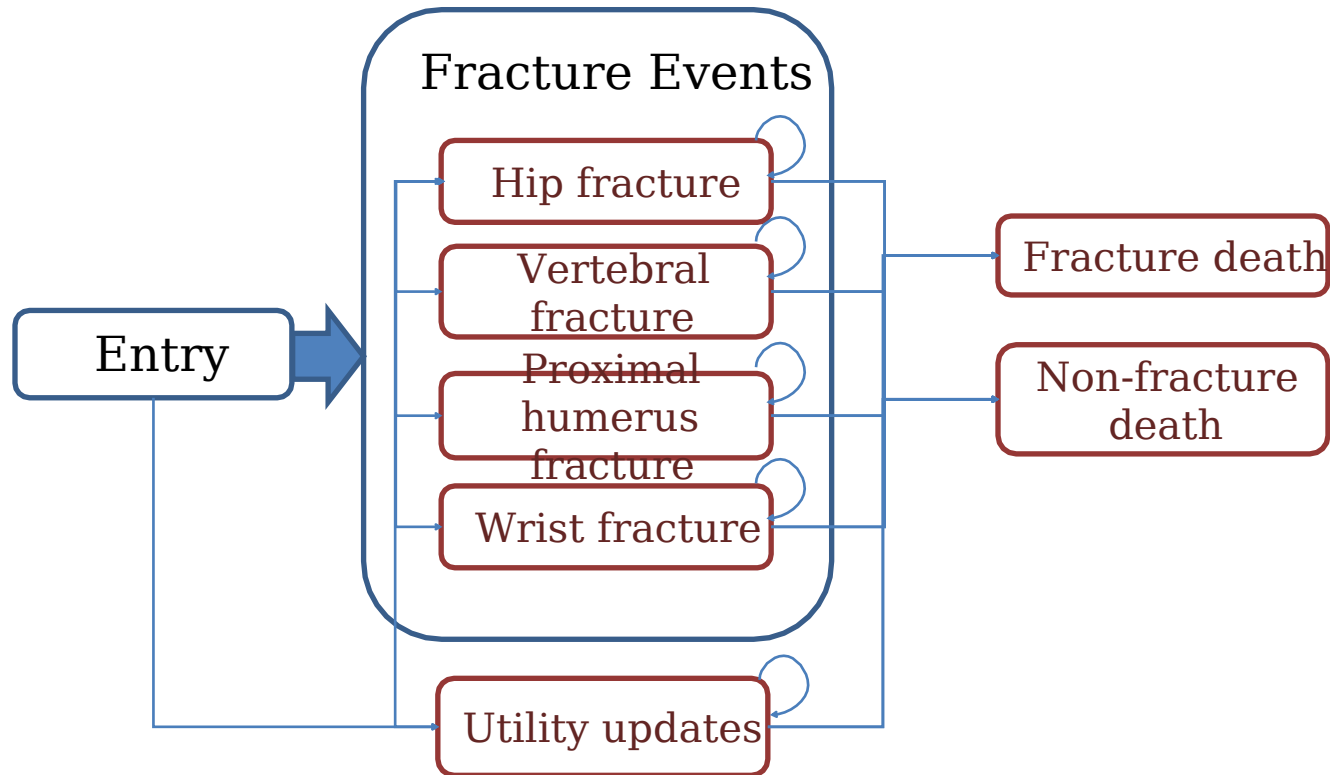 Fracture Events
Hip fracture
Vertebral
fracture
Proximal
humerus
fracture
Wrist fracture
Utility updates
Entry
Fracture death
Non-fracture
death